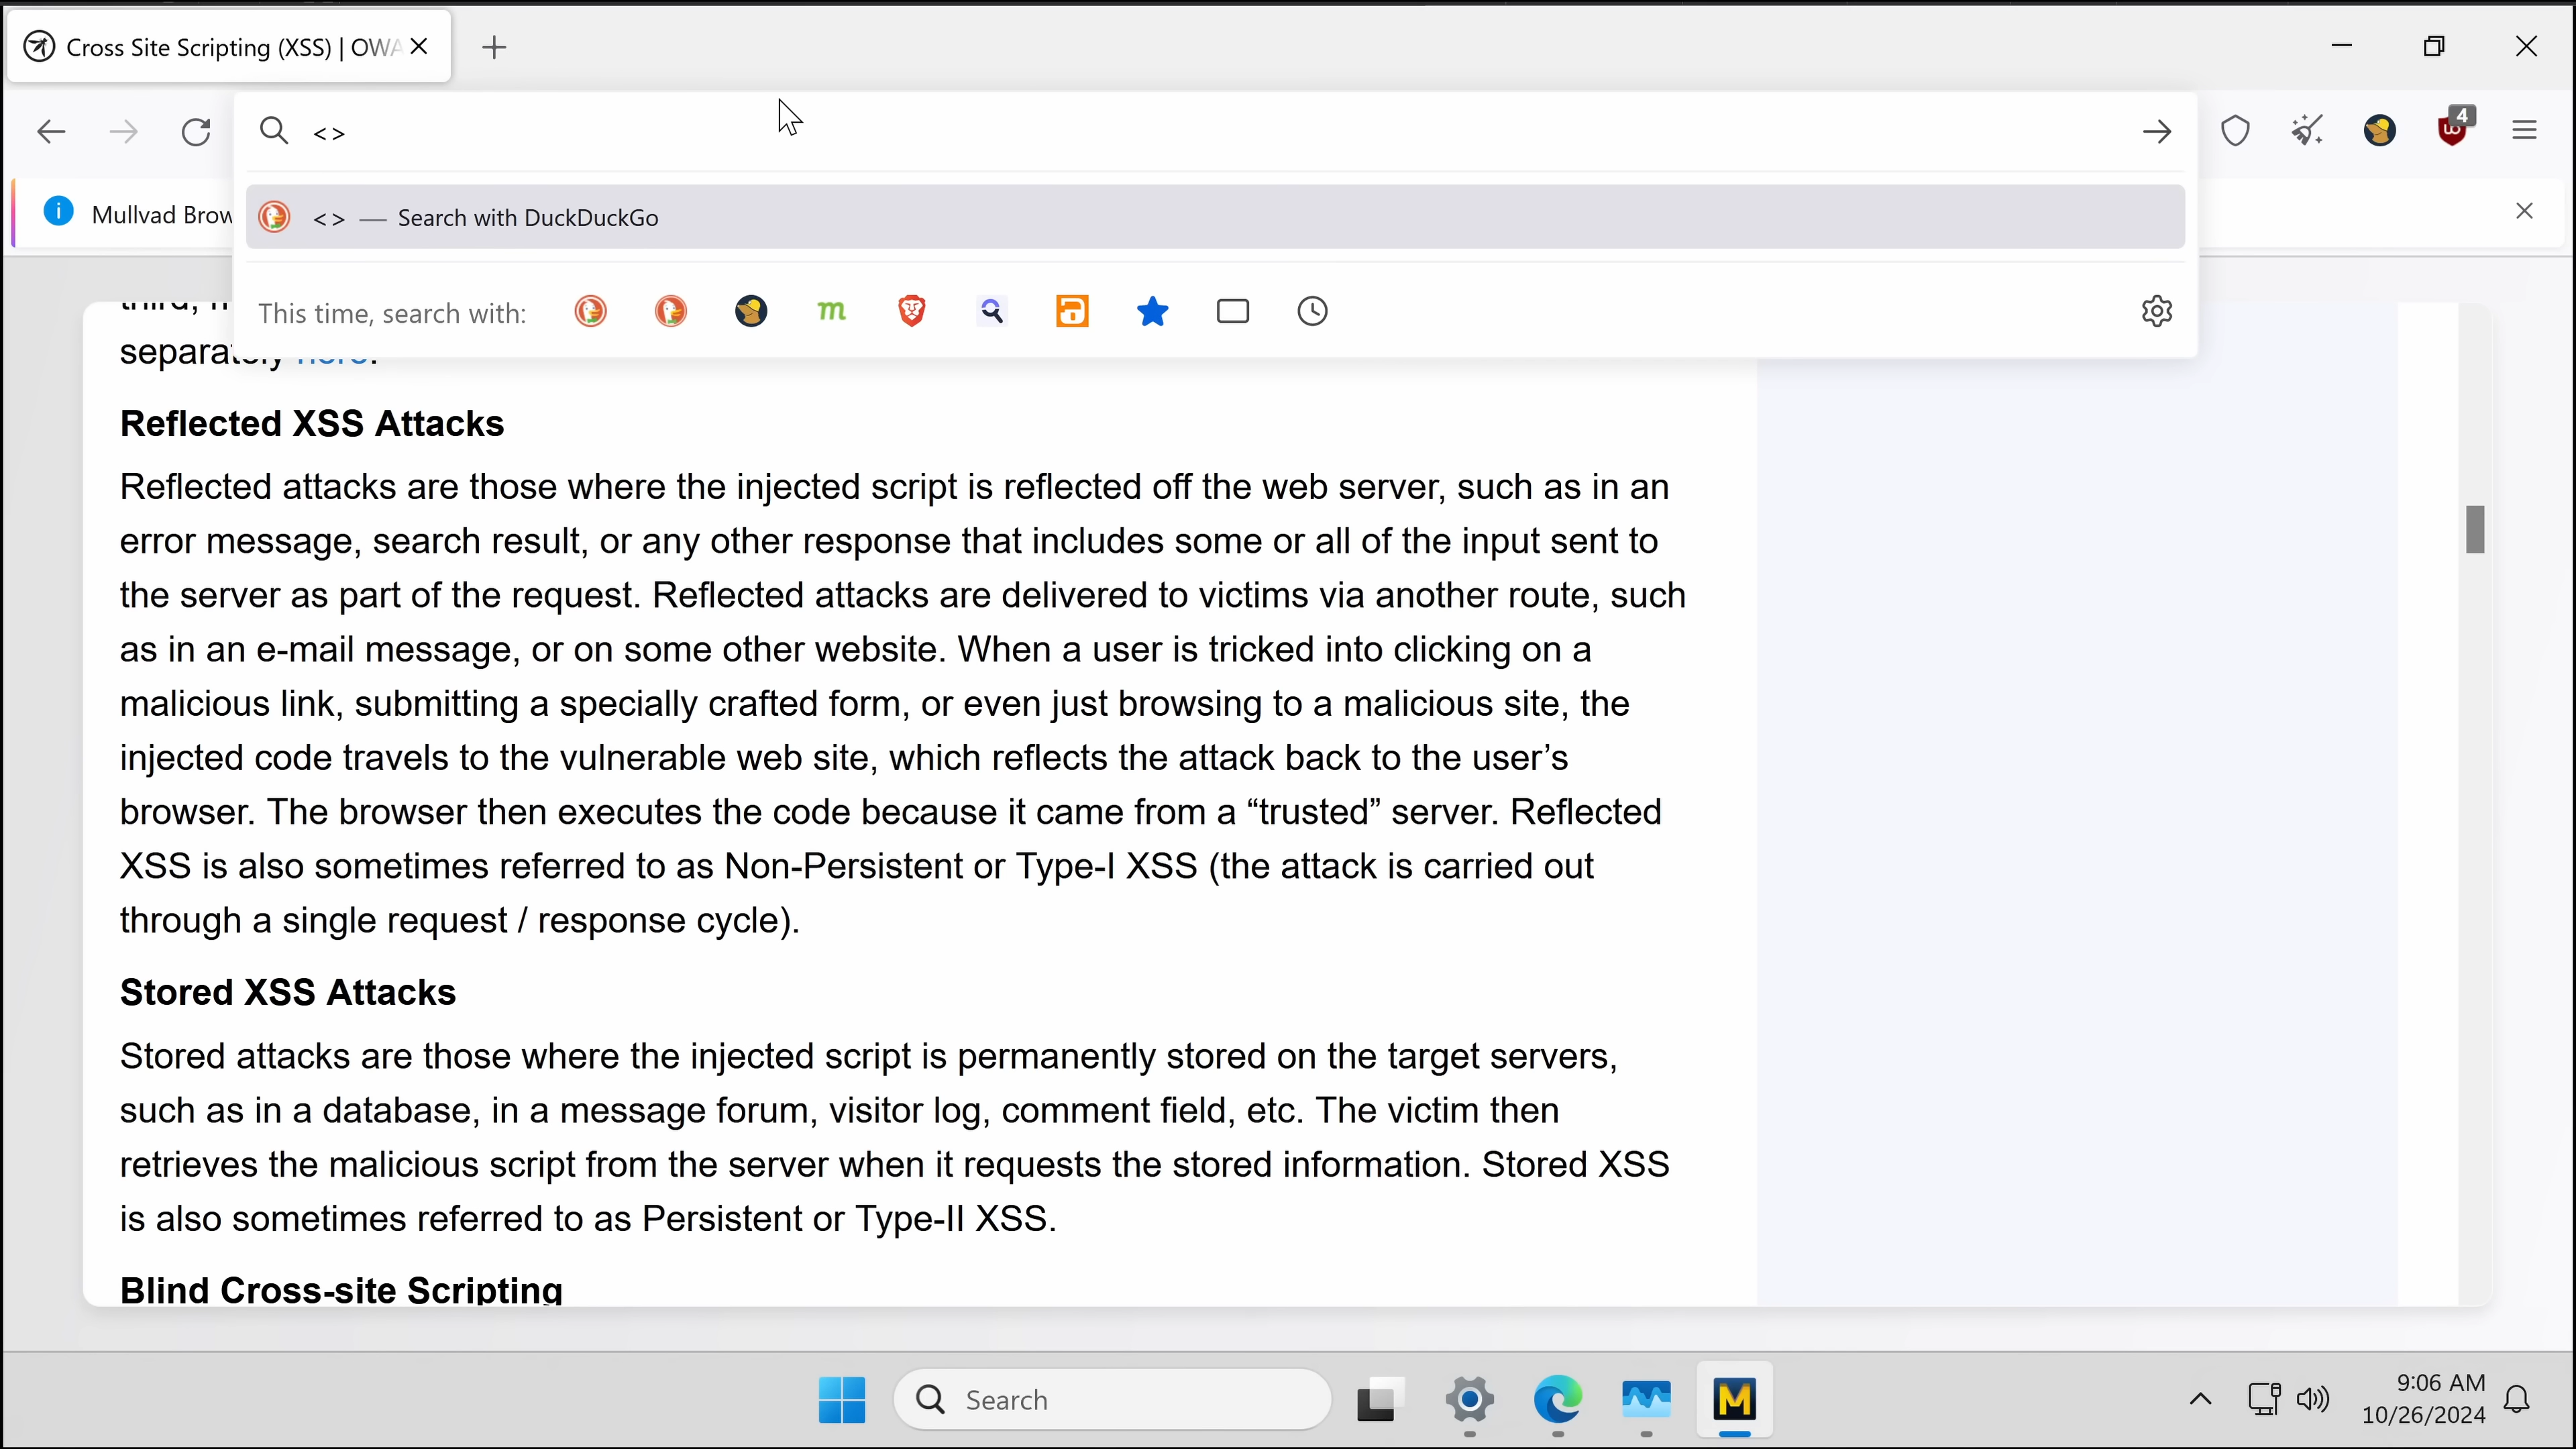 Cross Site Scripting (XSS) | OWA
< >
4
Mullvad Brow
< > — Search with DuckDuckGo
This time, search with:
separately here.
Reflected XSS Attacks
Reflected attacks are those where the injected script is reflected off the web server, such as in an
error message, search result, or any other response that includes some or all of the input sent to
the server as part of the request. Reflected attacks are delivered to victims via another route, such
as in an e-mail message, or on some other website. When a user is tricked into clicking on a
malicious link, submitting a specially crafted form, or even just browsing to a malicious site, the
injected code travels to the vulnerable web site, which reflects the attack back to the user’s
browser. The browser then executes the code because it came from a “trusted” server. Reflected
XSS is also sometimes referred to as Non-Persistent or Type-I XSS (the attack is carried out
through a single request / response cycle).
Stored XSS Attacks
Stored attacks are those where the injected script is permanently stored on the target servers,
such as in a database, in a message forum, visitor log, comment field, etc. The victim then
retrieves the malicious script from the server when it requests the stored information. Stored XSS
is also sometimes referred to as Persistent or Type-II XSS.
Blind Cross-site Scripting
Search
9:06 AM
10/26/2024